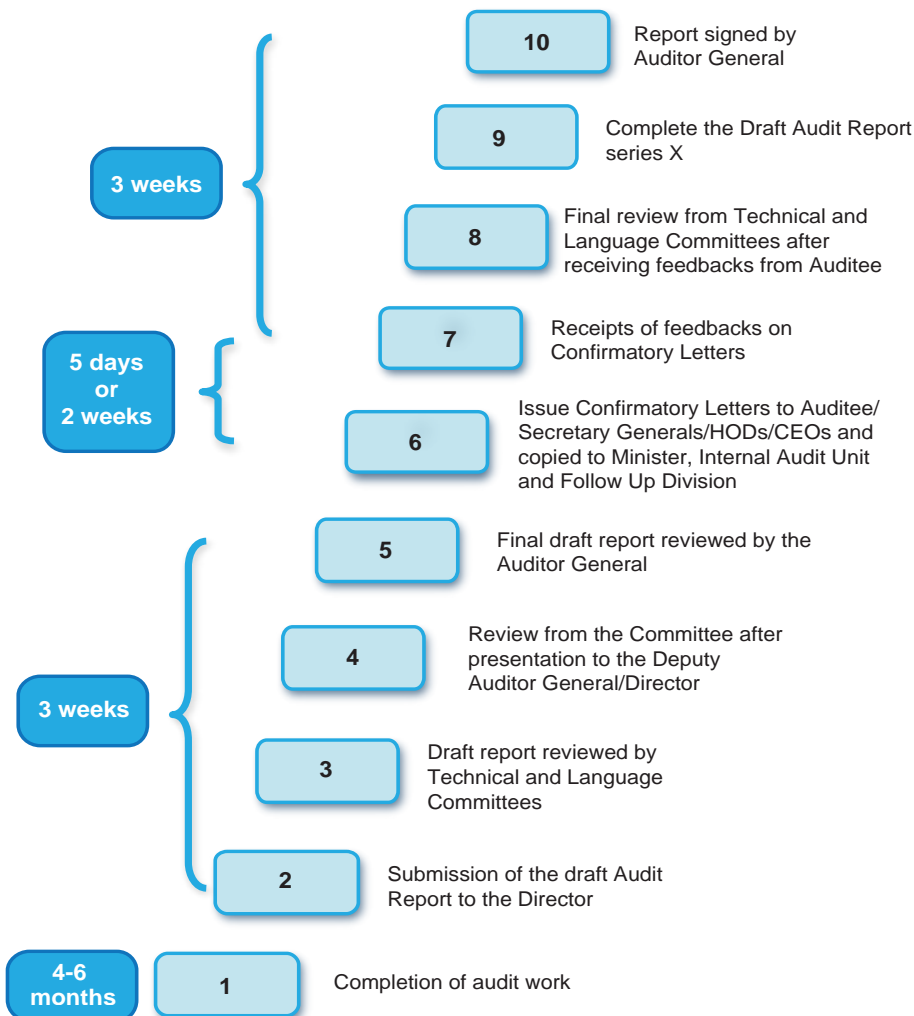 10
Report signed by
Auditor General
9
Complete the Draft Audit Report
series X
3 weeks
8
Final review from Technical and
Language Committees after
receiving feedbacks from Auditee
7
Receipts of feedbacks on
Confirmatory Letters
5 days
or
2 weeks
6
Issue Confirmatory Letters to Auditee/
Secretary Generals/HODs/CEOs and
copied to Minister, Internal Audit Unit
and Follow Up Division
5
Final draft report reviewed by the
Auditor General
4
Review from the Committee after
presentation to the Deputy
Auditor General/Director
3 weeks
3
Draft report reviewed by
Technical and Language
Committees
2
Submission of the draft Audit
Report to the Director
4-6
months
1
Completion of audit work